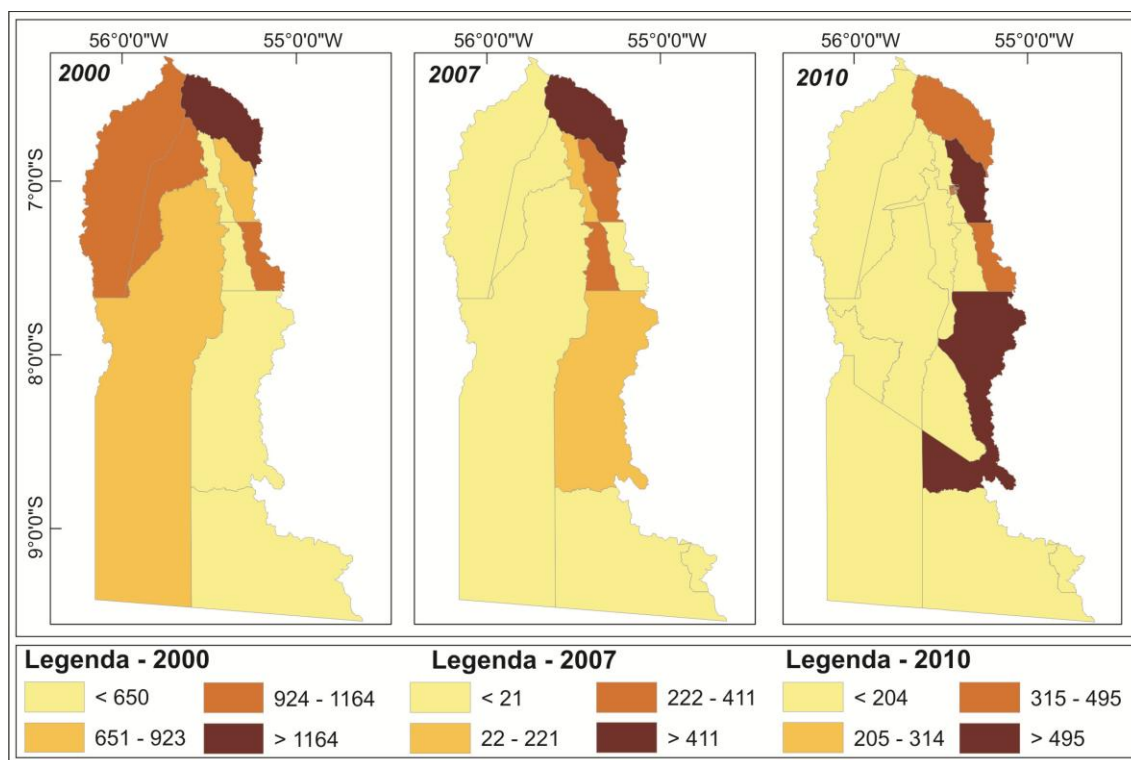 56°0'0"W 55°0'0"W 56°0'0"W 55°0'0"W 56°0'0"W 55°0'0"W
2000 2007 2010
7°0'0"S
8°0'0"S
9°0'0"S
Legenda - 2000 Legenda - 2007 Legenda - 2010
< 650 924 - 1164 < 21 222 - 411 < 204 315 - 495
651 - 923 > 1164 22 - 221 > 411 205 - 314 > 495